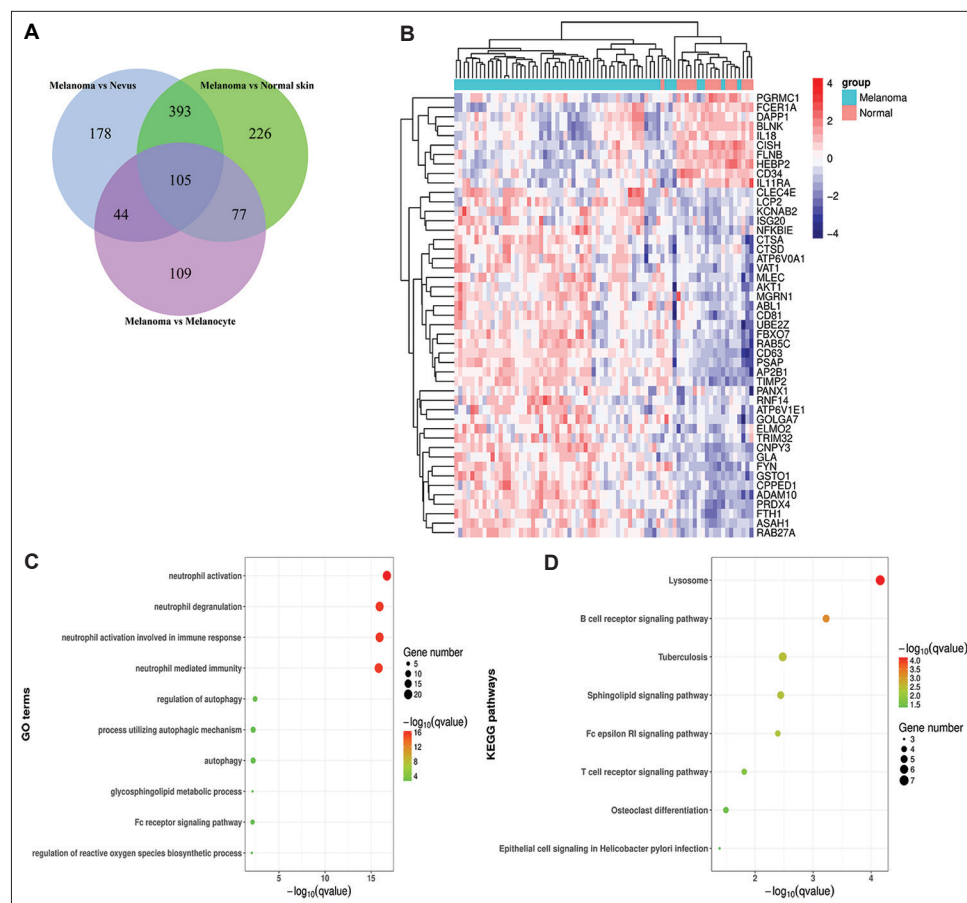 A
Melanoma vs Nevus
Melanoma vs Normal skin
393
178
226
105
44
77
109
Melanoma vs Melanocyte
B
PGRMC1
FCER1A
DAPP1
BLNK
IL18
CISH
FLNB
HEBP2
CD34
IL11RA
CLEC4E
LCP2
KCNAB2
ISG20
NFKBIE
CTSA
CTSD
ATP6V0A1
VAT1
MLEC
AKT1
MGRN1
ABL1
CD81
UBE2Z
FBXO7
RAB5C
CD63
PSAP
AP2B1
TIMP2
PANX1
RNF14
ATP6V1E1
GOLGA7
ELMO2
TRIM32
CNPY3
GLA
FYN
GSTO1
CPPED1
ADAM10
PRDX4
FTH1
ASAH1
RAB27A
4
2
0
−2
−4
group
Melanoma
Normal
C
GO terms
neutrophil activation
neutrophil degranulation
neutrophil activation involved in immune response
neutrophil mediated immunity
regulation of autophagy
process utilizing autophagic mechanism
autophagy
glycosphingolipid metabolic process
Fc receptor signaling pathway
regulation of reactive oxygen species biosynthetic process
5 10 15
−log10(qvalue)
Gene number
5
10
15
20
−log10(qvalue)
16
12
8
4
D
KEGG pathways
Lysosome
B cell receptor signaling pathway
Tuberculosis
Sphingolipid signaling pathway
Fc epsilon RI signaling pathway
T cell receptor signaling pathway
Osteoclast differentiation
Epithelial cell signaling in Helicobacter pylori infection
2 3 4
−log10(qvalue)
−log10(qvalue)
4.0
3.5
3.0
2.5
2.0
1.5
Gene number
3
4
5
6
7